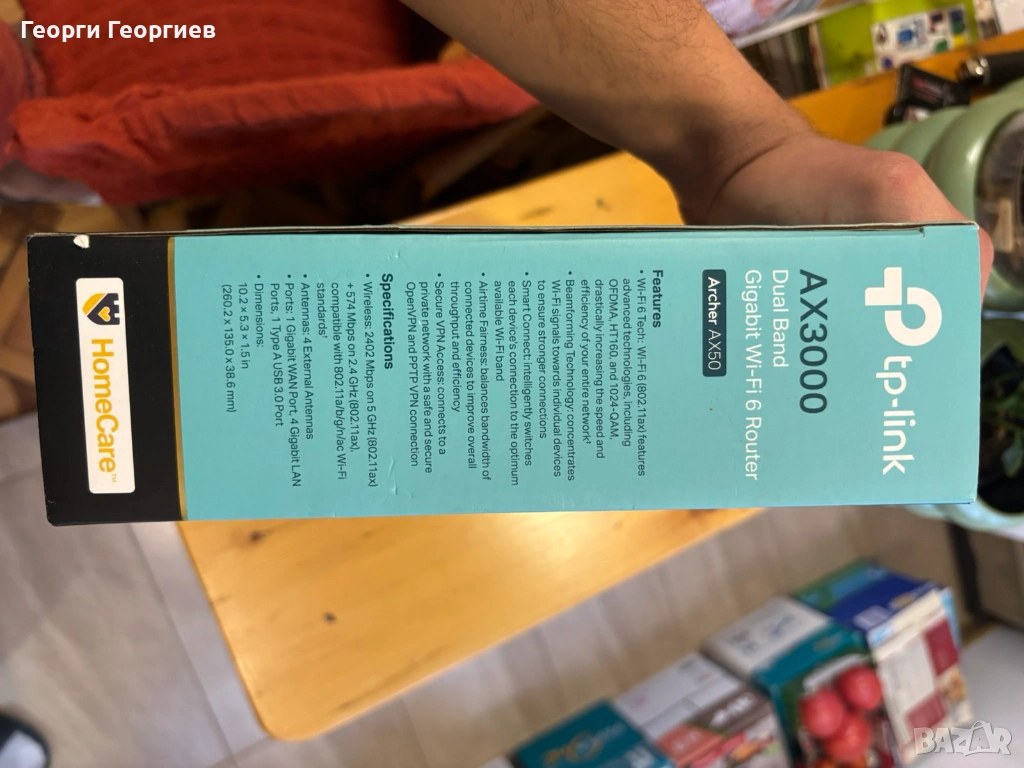 Георги Георгиев
tp-link
AX3000
Dual Band
Gigabit Wi-Fi 6 Router
Archer AX50
Features
• Wi-Fi 6 Tech: Wi-Fi 6 (802.11ax) features
advanced technologies, including
OFDMA, HT160, and 1024-QAM,
drastically increasing the speed and
efficiency of your entire network†
• Beamforming Technology: concentrates
Wi-Fi signals towards individual devices
to ensure stronger connections
• Smart Connect: intelligently switches
each device's connection to the optimum
available Wi-Fi band
• Airtime Fairness: balances bandwidth of
connected devices to improve overall
throughput and efficiency
• Secure VPN Access: connects to a
private network with a safe and secure
OpenVPN and PPTP VPN connection
Specifications
• Wireless: 2402 Mbps on 5 GHz (802.11ax)
+ 574 Mbps on 2.4 GHz (802.11ax),
compatible with 802.11a/b/g/n/ac Wi-Fi
standards†
• Antennas: 4 External Antennas
• Ports: 1 Gigabit WAN Port, 4 Gigabit LAN
Ports, 1 Type A USB 3.0 Port
• Dimensions:
10.2 × 5.3 × 1.5 in
(260.2 × 135.0 × 38.6 mm)
HomeCare™
BAZAR